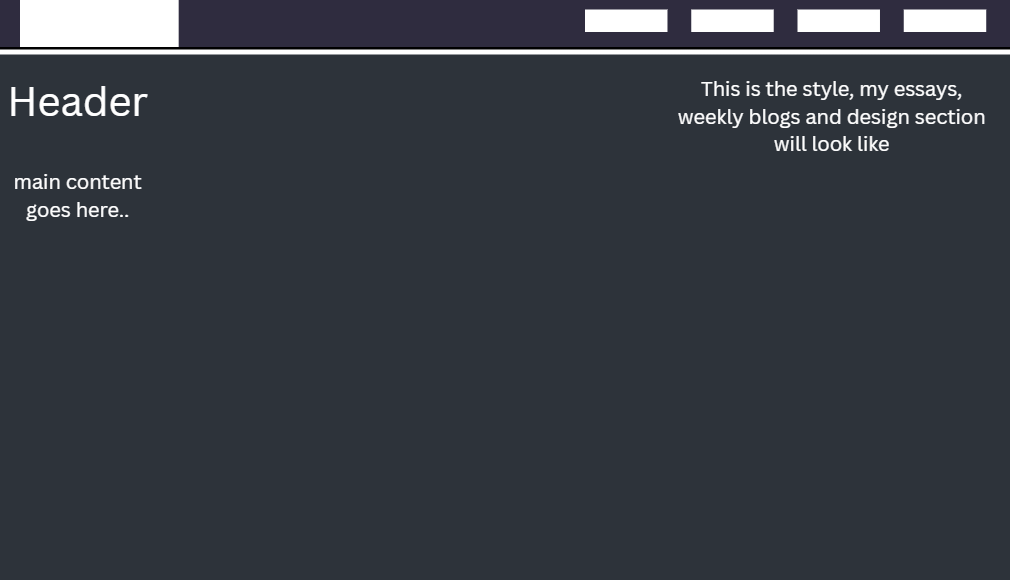 Header
main content
goes here..
This is the style, my essays,
weekly blogs and design section
will look like